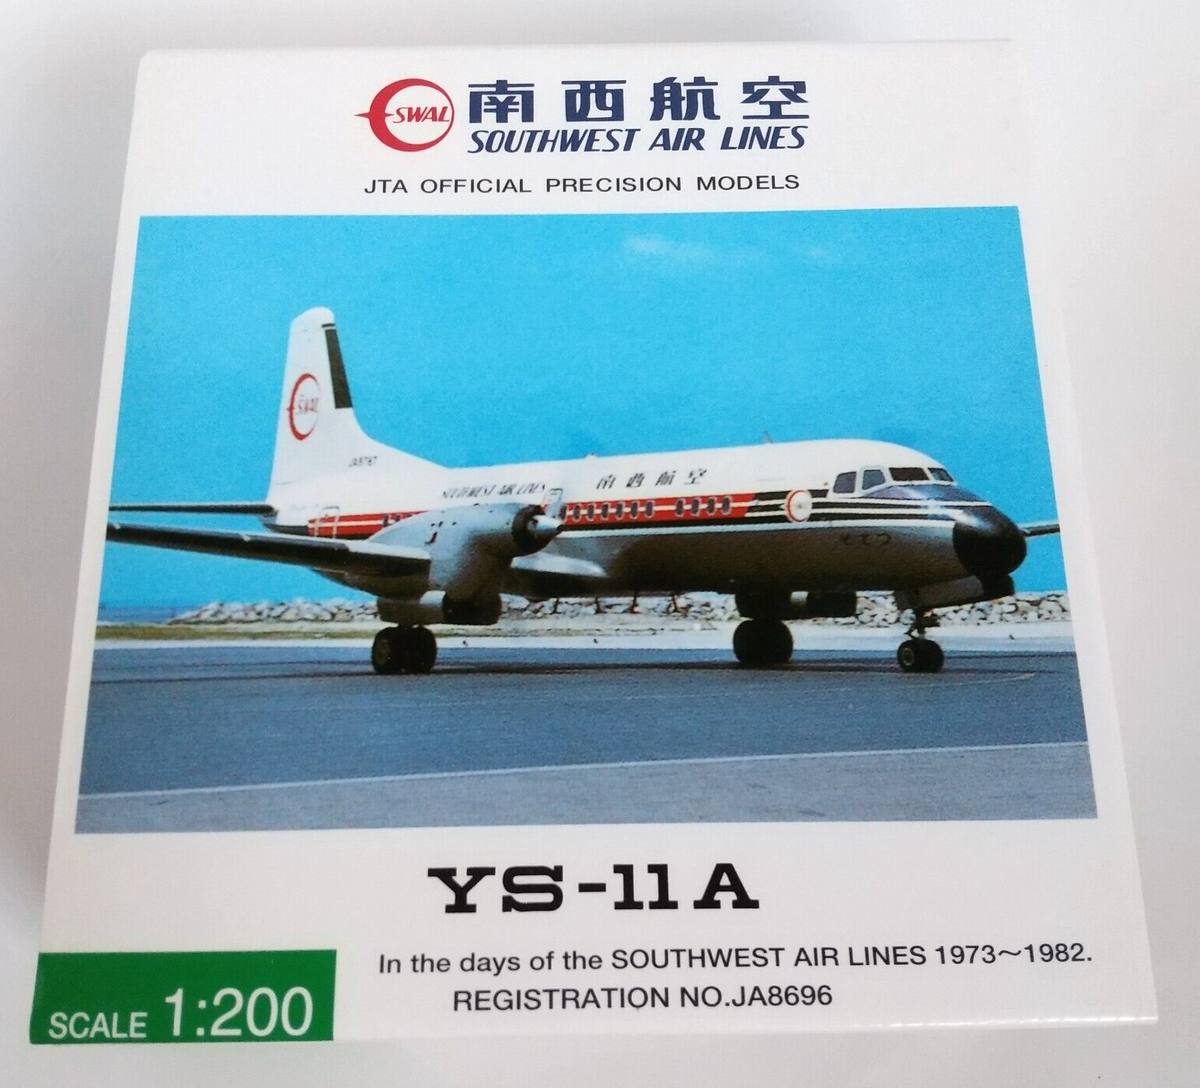 SWAL 南西航空
SOUTHWEST AIR LINES
JTA OFFICIAL PRECISION MODELS
SWAL
SOUTHWEST AIR LINES 南西航空
YS-11A
In the days of the SOUTHWEST AIR LINES 1973～1982.
REGISTRATION NO.JA8696
SCALE 1:200